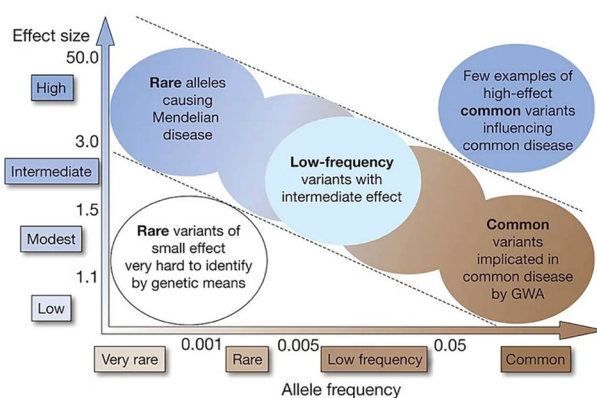 Effect size
50.0
High
3.0
Intermediate
1.5
Modest
1.1
Low
Rare alleles
causing
Mendelian
disease
Few examples of
high-effect
common variants
influencing
common disease
Low-frequency
variants with
intermediate effect
Rare variants of
small effect
very hard to identify
by genetic means
Common
variants
implicated in
common disease
by GWA
0.001
0.005
0.05
Very rare
Rare
Low frequency
Common
Allele frequency